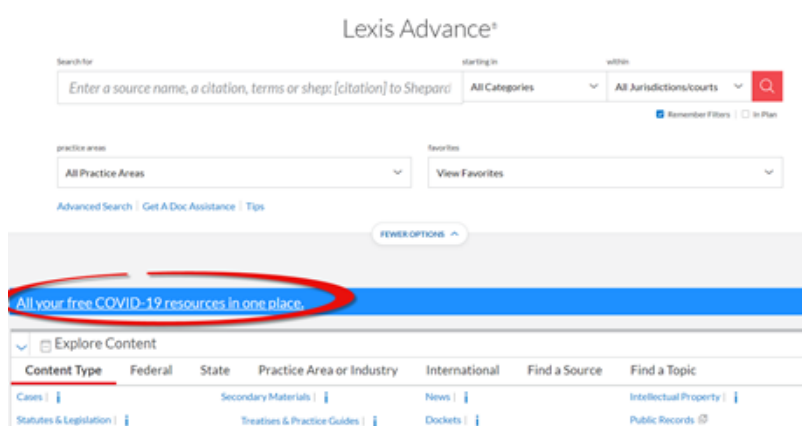 Lexis Advance®
Search for starting in within
Enter a source name, a citation, terms or shep: [citation] to Shepard All Categories All Jurisdictions/courts
Remember Filters | In Plan
practice areas favorites
All Practice Areas View Favorites
Advanced Search | Get A Doc Assistance | Tips
FEWER OPTIONS
All your free COVID-19 resources in one place.
Explore Content
Content Type Federal State Practice Area or Industry International Find a Source Find a Topic
Cases | i Secondary Materials | i News | i Intellectual Property | i
Statutes & Legislation | i Treatises & Practice Guides | i Dockets | i Public Records